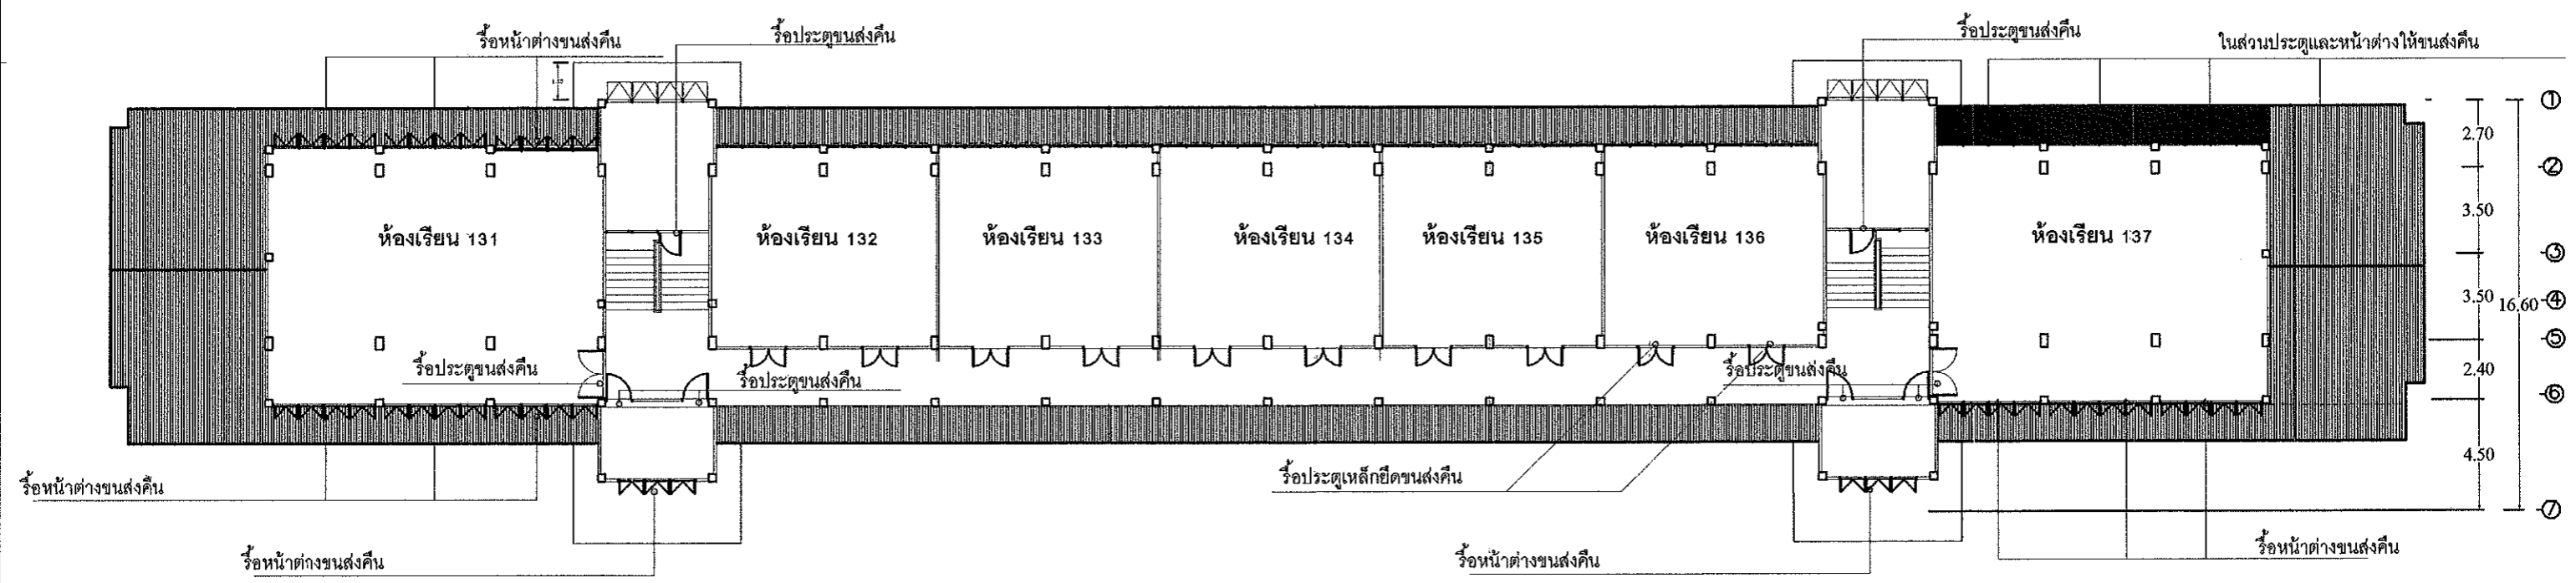 รื้อหน้าต่างขนส่งคืน
รื้อประตูขนส่งคืน
รื้อประตูขนส่งคืน
ในส่วนประตูและหน้าต่างให้ขนส่งคืน
1
2.70
2
3.50
ห้องเรียน 131
ห้องเรียน 132
ห้องเรียน 133
ห้องเรียน 134
ห้องเรียน 135
ห้องเรียน 136
ห้องเรียน 137
3
3.50
16.60
4
5
รื้อประตูขนส่งคืน
รื้อประตูขนส่งคืน
รื้อประตูขนส่งคืน
2.40
6
4.50
รื้อหน้าต่างขนส่งคืน
รื้อประตูเหล็กยืดขนส่งคืน
7
รื้อหน้าต่างขนส่งคืน
รื้อหน้าต่างขนส่งคืน
รื้อหน้าต่างขนส่งคืน